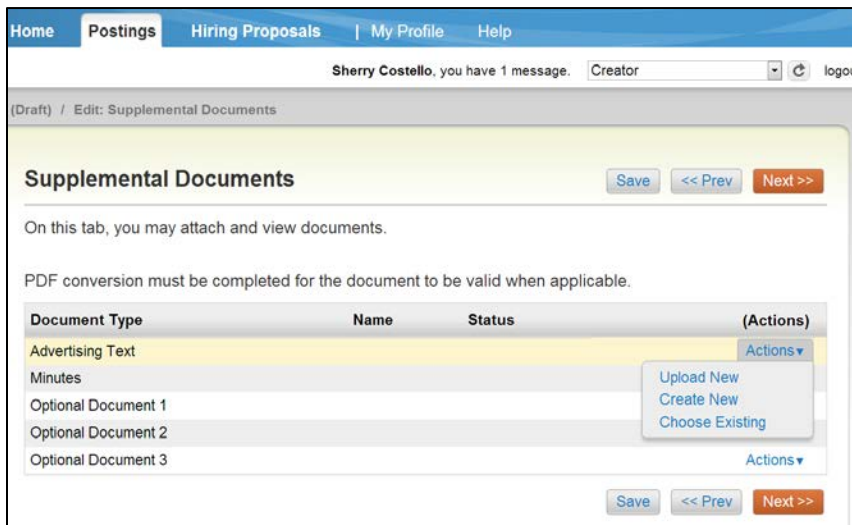 Home Postings Hiring Proposals | My Profile Help
Sherry Costello, you have 1 message. Creator
(Draft) / Edit: Supplemental Documents
Supplemental Documents Save << Prev Next >>
On this tab, you may attach and view documents.
PDF conversion must be completed for the document to be valid when applicable.
Document Type Name Status (Actions)
Advertising Text Actions▼
Minutes Upload New
Optional Document 1 Create New
Optional Document 2 Choose Existing
Optional Document 3 Actions▼
Save << Prev Next >>